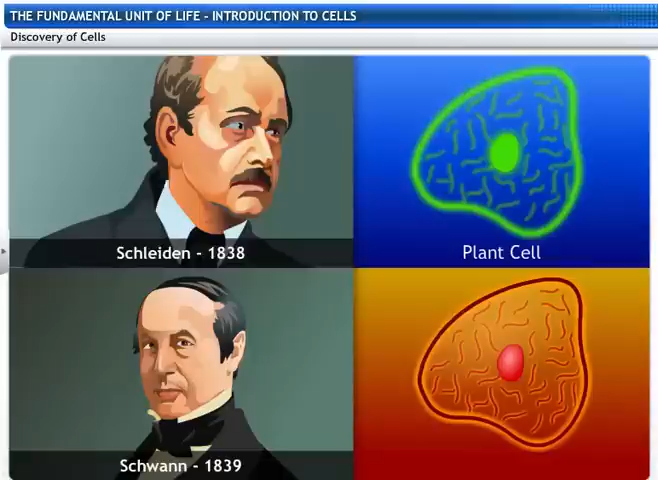 THE FUNDAMENTAL UNIT OF LIFE - INTRODUCTION TO CELLS
Discovery of Cells
Schleiden - 1838
Plant Cell
Schwann - 1839